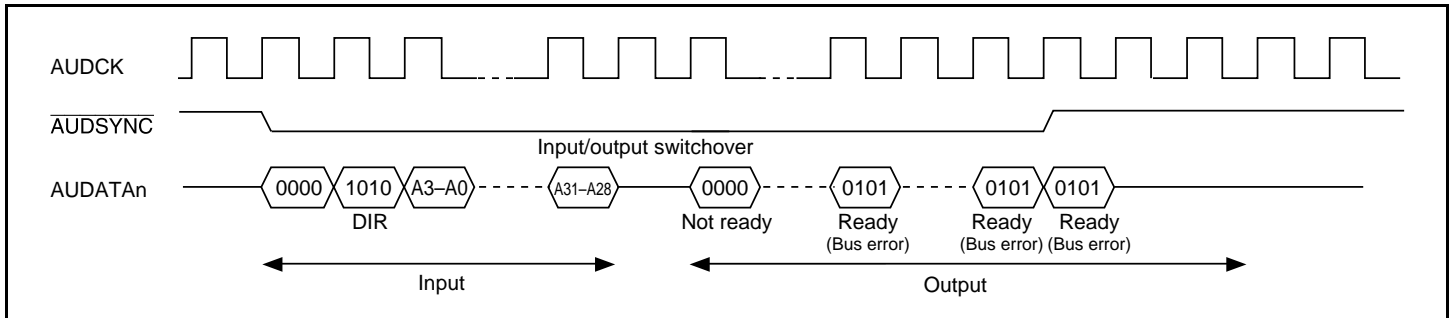 AUDCK
AUDSYNC
Input/output switchover
AUDATAn
0000 1010 A3–A0 A31–A28 0000 0101 0101 0101
DIR Not ready Ready Ready Ready
(Bus error) (Bus error) (Bus error)
Input Output